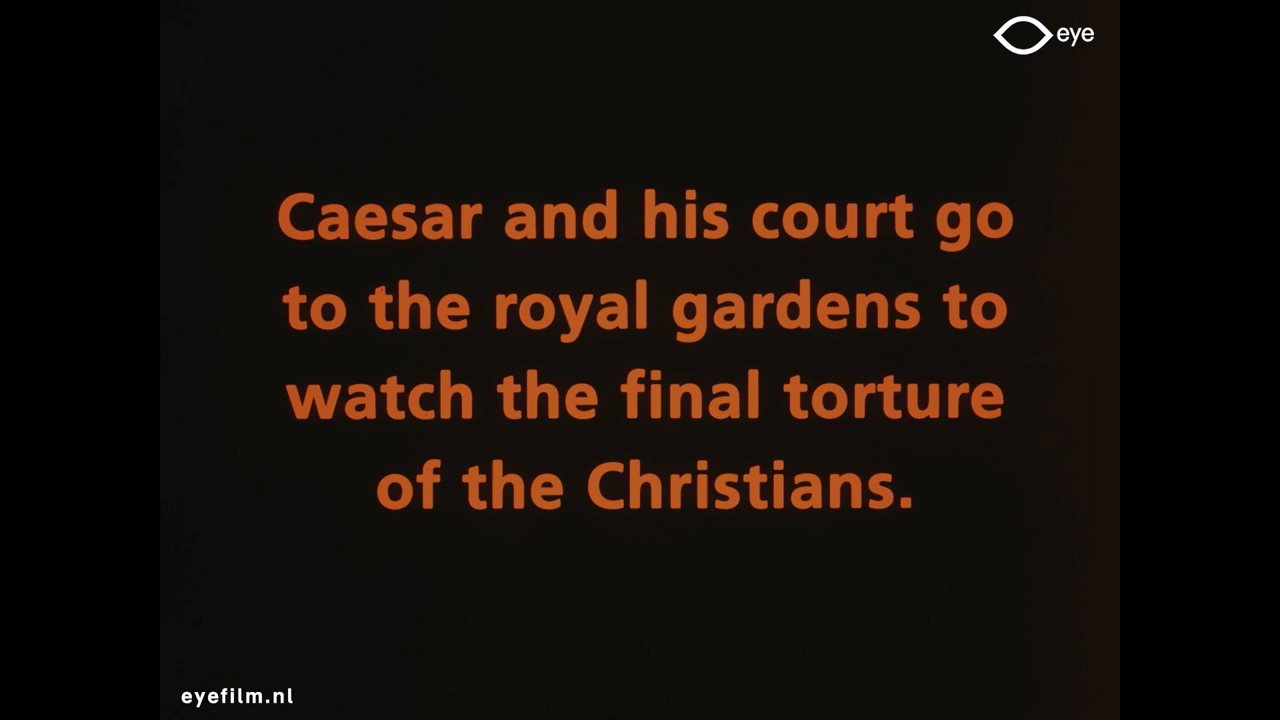 eye
Caesar and his court go
to the royal gardens to
watch the final torture
of the Christians.
eyefilm.nl